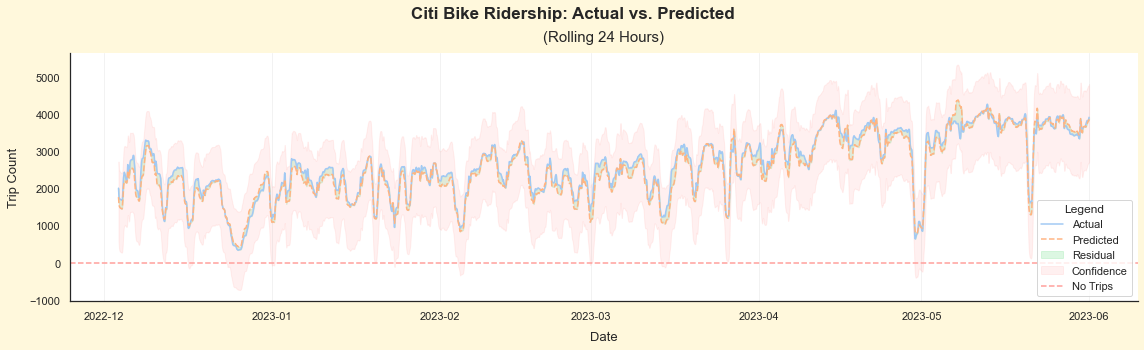 Citi Bike Ridership: Actual vs. Predicted
(Rolling 24 Hours)
Trip Count
5000
4000
3000
2000
1000
0
−1000
Legend
Actual
Predicted
Residual
Confidence
No Trips
2022-12
2023-01
2023-02
2023-03
2023-04
2023-05
2023-06
Date